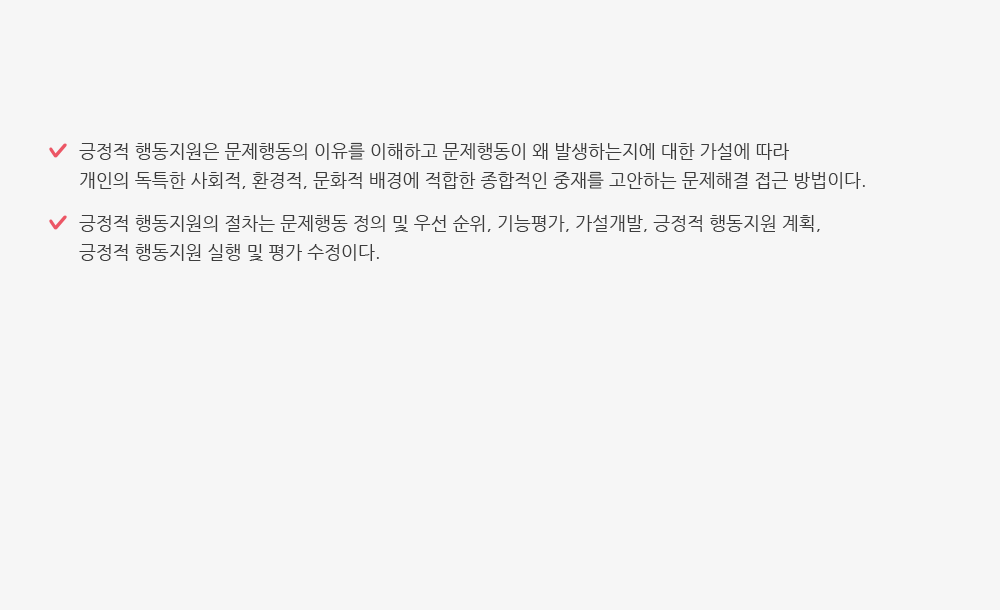 긍정적 행동지원은 문제행동의 이유를 이해하고 문제행동이 왜 발생하는지에 대한 가설에 따라
개인의 독특한 사회적, 환경적, 문화적 배경에 적합한 종합적인 중재를 고안하는 문제해결 접근 방법이다.
긍정적 행동지원의 절차는 문제행동 정의 및 우선 순위, 기능평가, 가설개발, 긍정적 행동지원 계획,
긍정적 행동지원 실행 및 평가 수정이다.